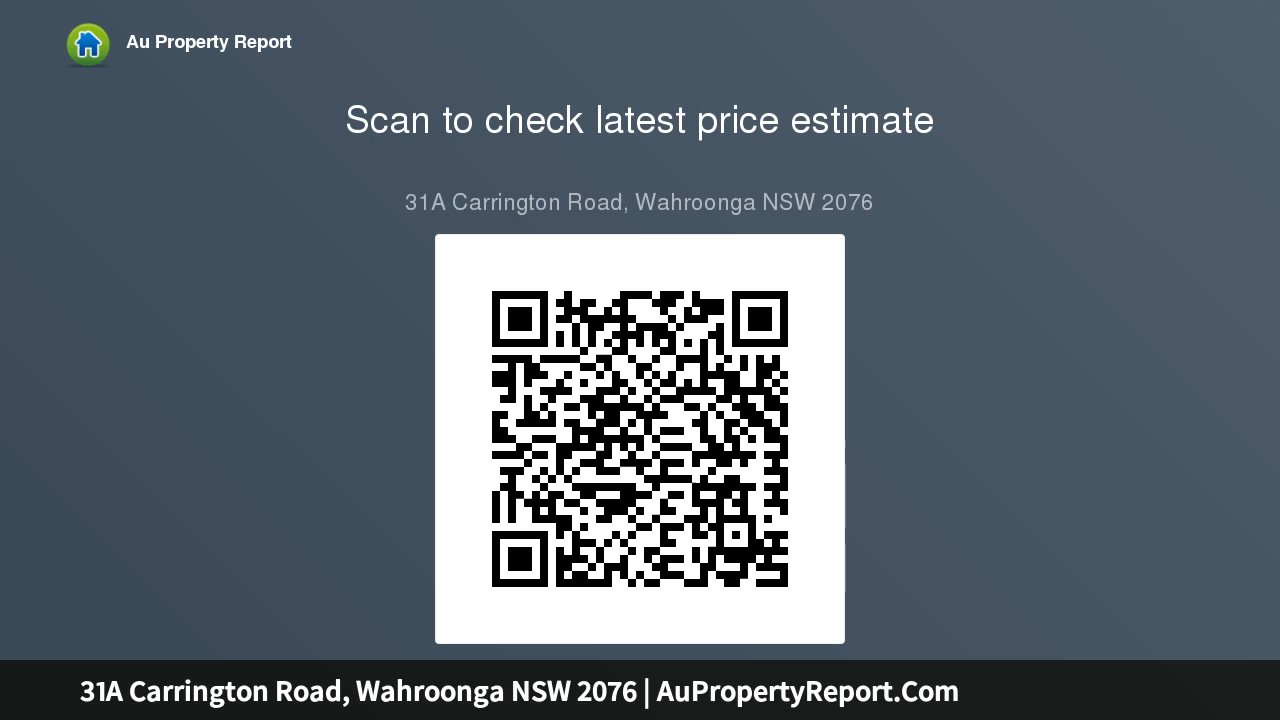 Au Property Report
Scan to check latest price estimate
31A Carrington Road, Wahroonga NSW 2076
31A Carrington Road, Wahroonga NSW 2076 | AuPropertyReport.Com